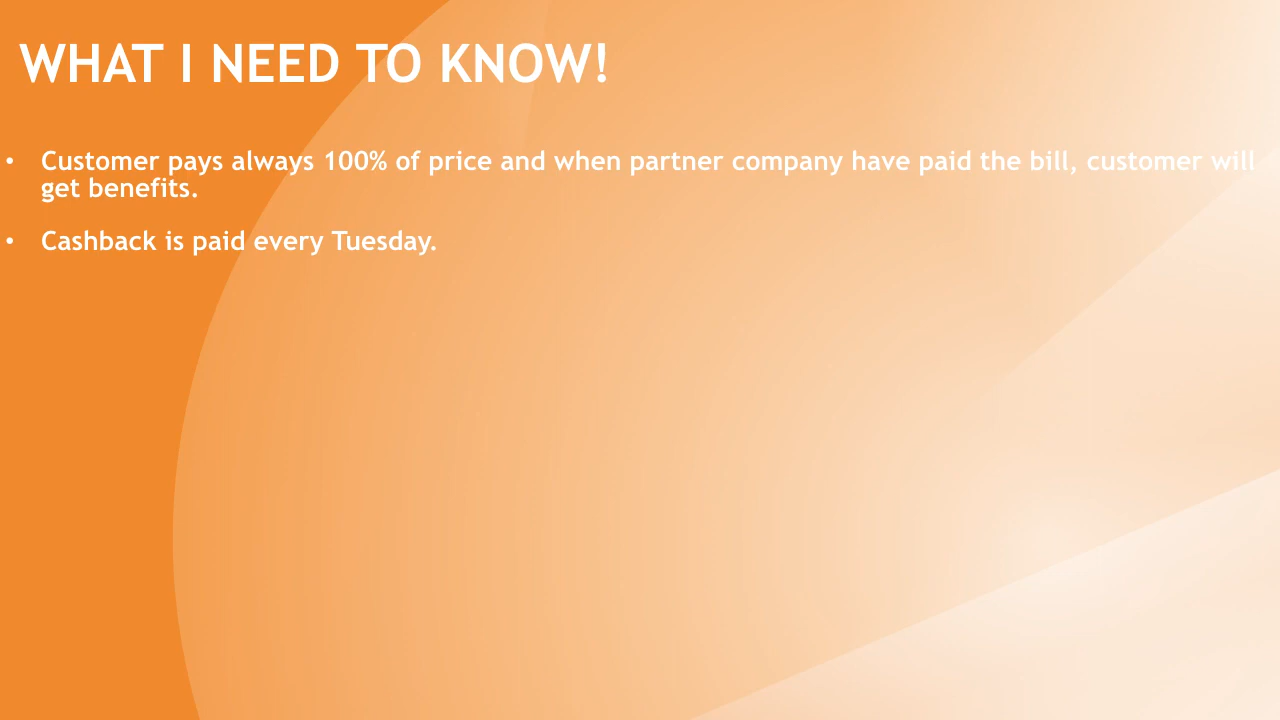 WHAT I NEED TO KNOW!
• Customer pays always 100% of price and when partner company have paid the bill, customer will
get benefits.
• Cashback is paid every Tuesday.